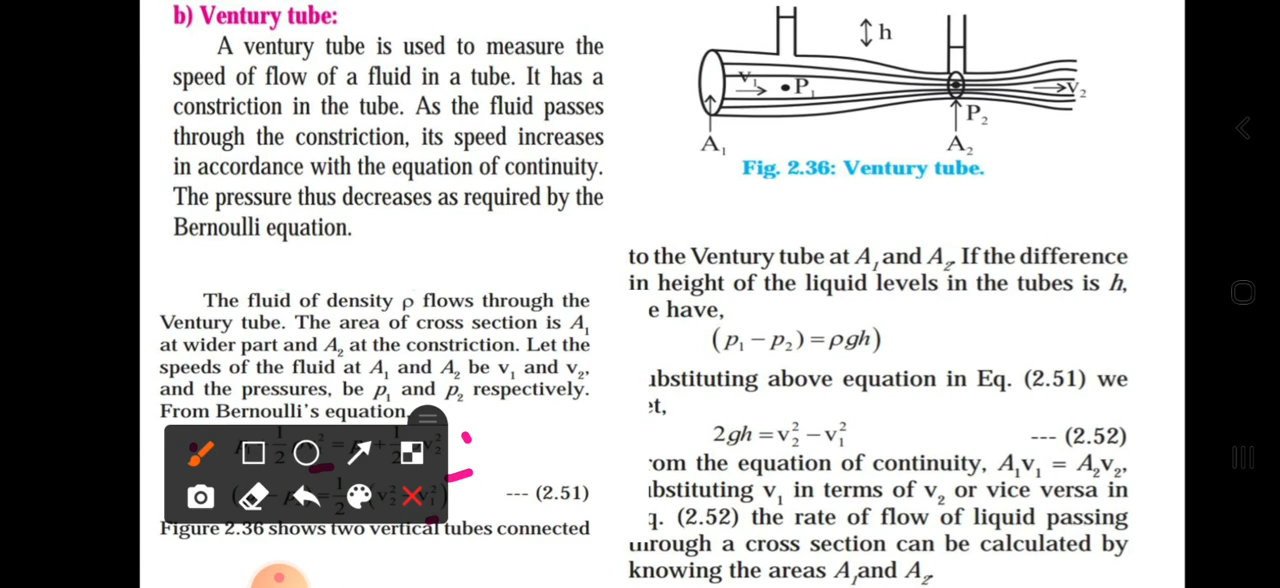 b) Ventury tube:
A ventury tube is used to measure the
speed of flow of a fluid in a tube. It has a
constriction in the tube. As the fluid passes
through the constriction, its speed increases
in accordance with the equation of continuity.
The pressure thus decreases as required by the
Bernoulli equation.
The fluid of density ρ flows through the
Ventury tube. The area of cross section is A₁
at wider part and A₂ at the constriction. Let the
speeds of the fluid at A₁ and A₂ be v₁ and v₂,
and the pressures, be p₁ and p₂ respectively.
From Bernoulli's equation,
--- (2.51)
Figure 2.36 shows two vertical tubes connected
h
V₁
P₁
V₂
P₂
A₁
A₂
Fig. 2.36: Ventury tube.
to the Ventury tube at A₁ and A₂. If the difference
in height of the liquid levels in the tubes is h,
e have,
(p₁ − p₂) = ρgh)
bstituting above equation in Eq. (2.51) we
t,
2gh = v₂² − v₁² --- (2.52)
om the equation of continuity, A₁v₁ = A₂v₂,
bstituting v₁ in terms of v₂ or vice versa in
q. (2.52) the rate of flow of liquid passing
through a cross section can be calculated by
knowing the areas A₁ and A₂.